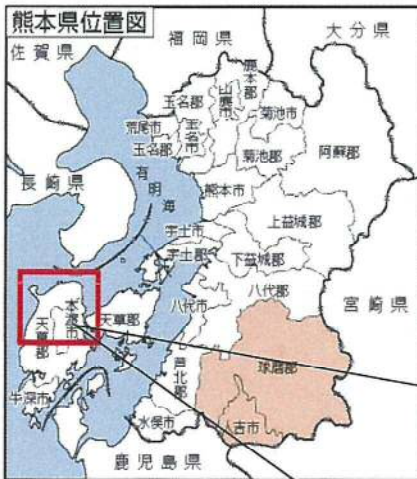 熊本県位置図
福岡県
大分県
佐賀県
鹿本郡
山鹿市
玉名郡
菊池市
荒尾市
玉名市
玉名郡
菊池郡
阿蘇郡
長崎県
有明海
熊本市
上益城郡
宇土市
宇土郡
下益城郡
八代市
八代郡
宮崎県
本渡市
天草郡
天草郡
球磨郡
芦北郡
牛深市
水俣市
人吉市
鹿児島県